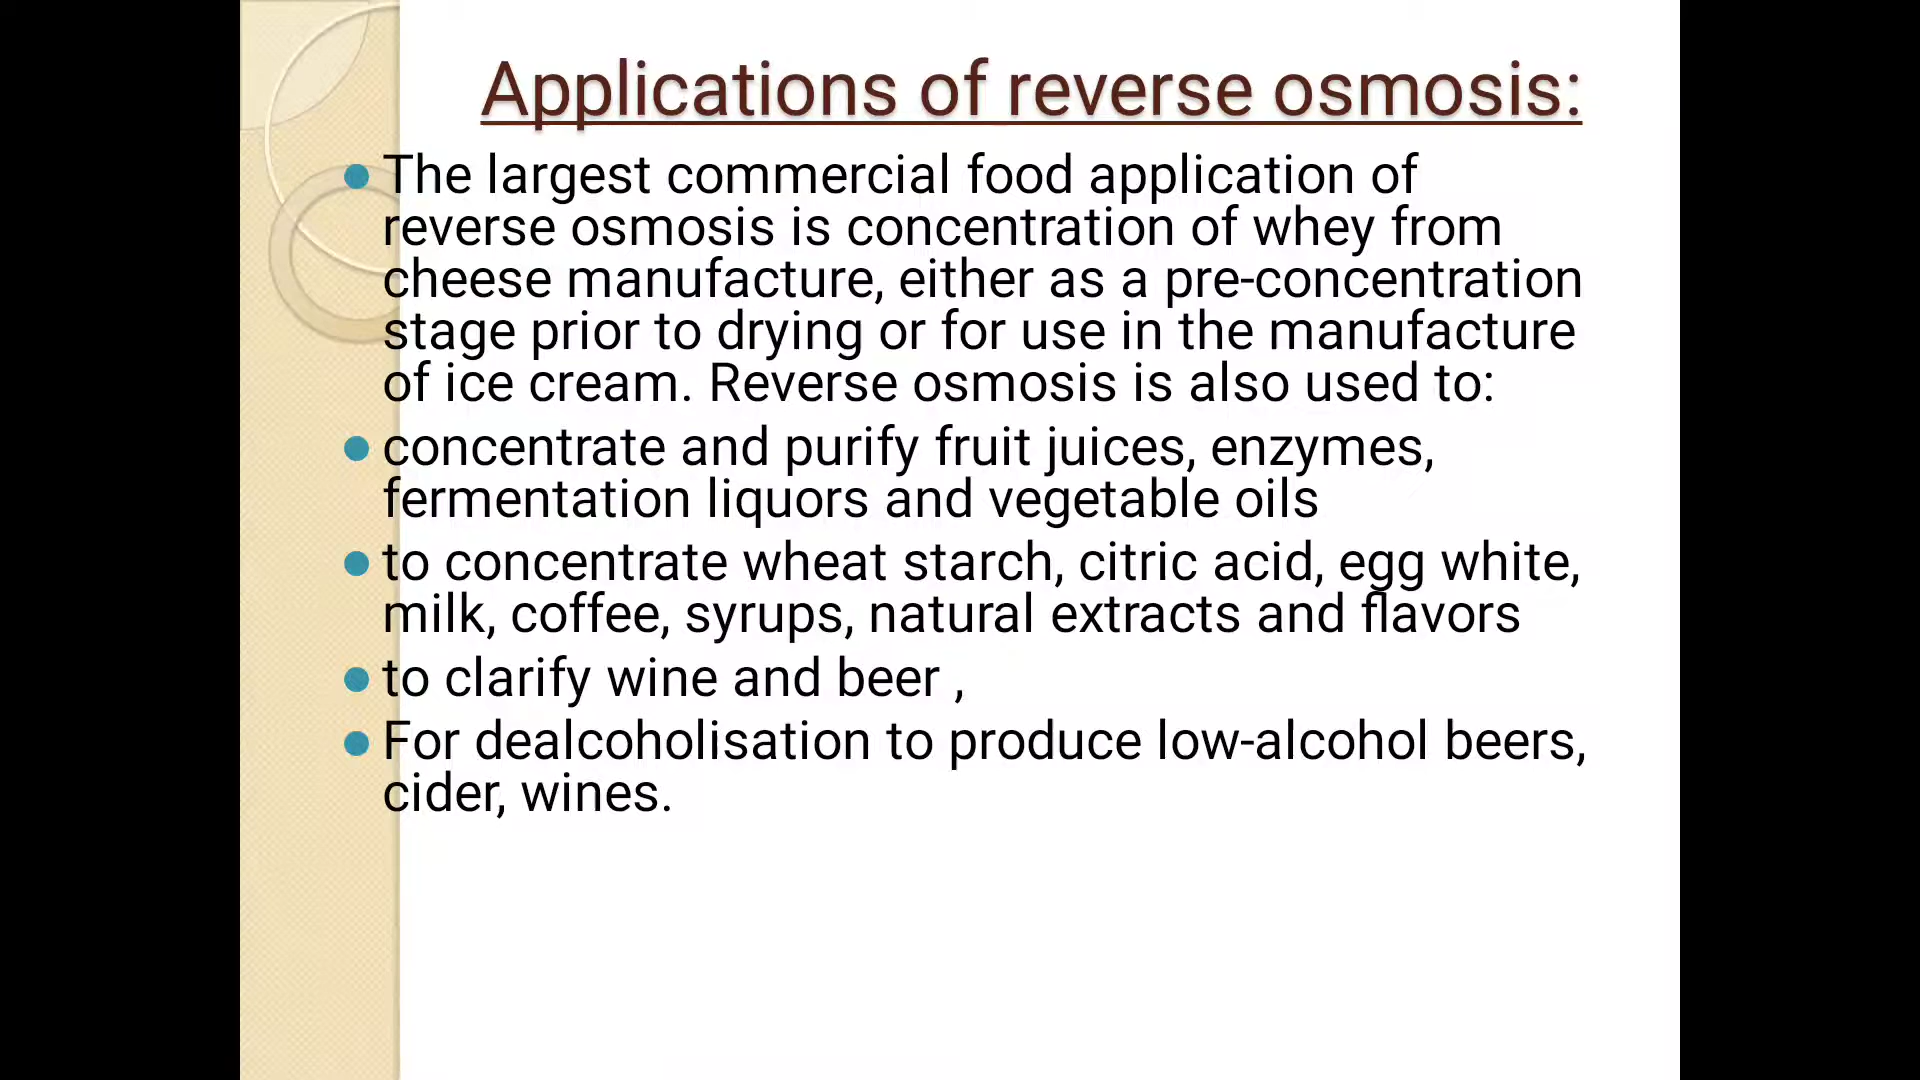 Applications of reverse osmosis:
The largest commercial food application of
reverse osmosis is concentration of whey from
cheese manufacture, either as a pre-concentration
stage prior to drying or for use in the manufacture
of ice cream. Reverse osmosis is also used to:
concentrate and purify fruit juices, enzymes,
fermentation liquors and vegetable oils
to concentrate wheat starch, citric acid, egg white,
milk, coffee, syrups, natural extracts and flavors
to clarify wine and beer ,
For dealcoholisation to produce low-alcohol beers,
cider, wines.